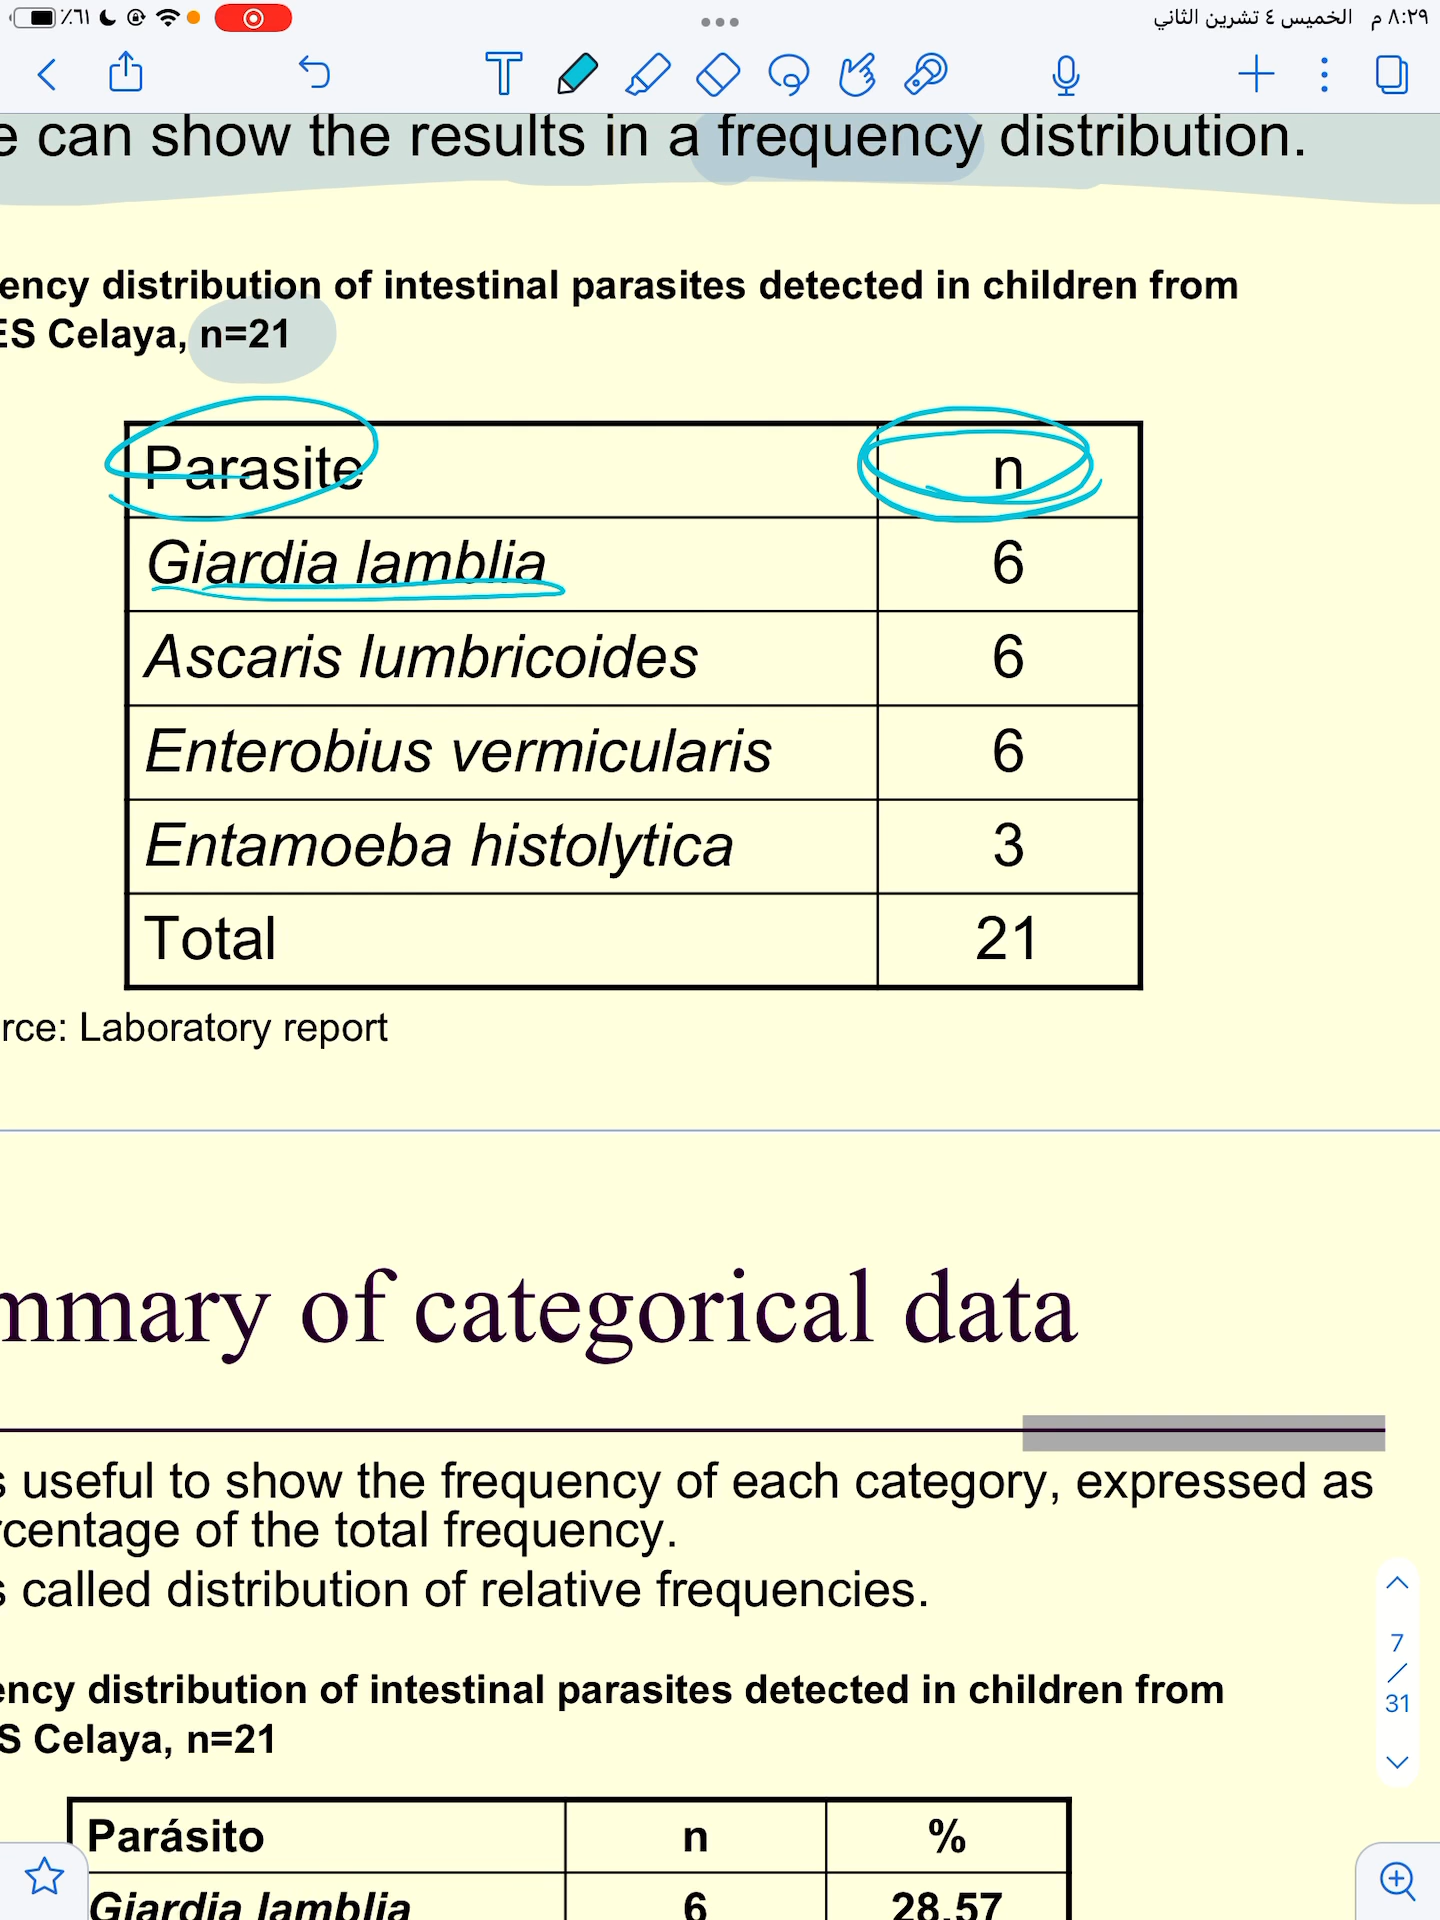 ٪٦١
٨:٢٩ م الخميس ٤ تشرين الثاني
e can show the results in a frequency distribution.
ency distribution of intestinal parasites detected in children from
ES Celaya, n=21
Parasite n
Giardia lamblia 6
Ascaris lumbricoides 6
Enterobius vermicularis 6
Entamoeba histolytica 3
Total 21
rce: Laboratory report
mmary of categorical data
s useful to show the frequency of each category, expressed as
rcentage of the total frequency.
s called distribution of relative frequencies.
ency distribution of intestinal parasites detected in children from
S Celaya, n=21
7
/
31
Parásito n %
Giardia lamblia 6 28.57